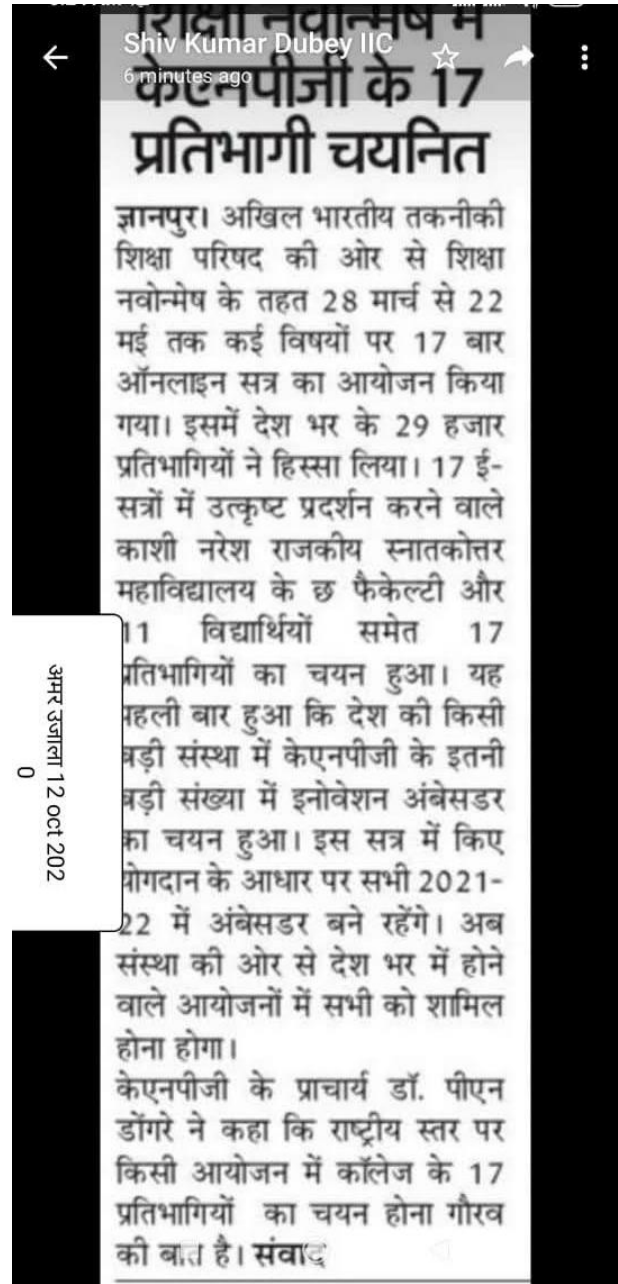 शिक्षा नवोन्मेष में
Shiv Kumar Dubey IIC
6 minutes ago
केएनपीजी के 17
प्रतिभागी चयनित
ज्ञानपुर। अखिल भारतीय तकनीकी
शिक्षा परिषद की ओर से शिक्षा
नवोन्मेष के तहत 28 मार्च से 22
मई तक कई विषयों पर 17 बार
ऑनलाइन सत्र का आयोजन किया
गया। इसमें देश भर के 29 हजार
प्रतिभागियों ने हिस्सा लिया। 17 ई-
सत्रों में उत्कृष्ट प्रदर्शन करने वाले
काशी नरेश राजकीय स्नातकोत्तर
महाविद्यालय के छ फैकेल्टी और
11 विद्यार्थियों समेत 17
प्रतिभागियों का चयन हुआ। यह
पहली बार हुआ कि देश की किसी
बड़ी संस्था में केएनपीजी के इतनी
बड़ी संख्या में इनोवेशन अंबेसडर
का चयन हुआ। इस सत्र में किए
योगदान के आधार पर सभी 2021-
22 में अंबेसडर बने रहेंगे। अब
संस्था की ओर से देश भर में होने
वाले आयोजनों में सभी को शामिल
होना होगा।
केएनपीजी के प्राचार्य डॉ. पीएन
डोंगरे ने कहा कि राष्ट्रीय स्तर पर
किसी आयोजन में कॉलेज के 17
प्रतिभागियों का चयन होना गौरव
की बात है। संवाद
अमर उजाला 12 oct 202
0